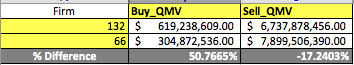 Firm Buy_QMV Sell_QMV
132 $ 619,238,609.00 $ 6,737,878,456.00
66 $ 304,872,536.00 $ 7,899,506,390.00
% Difference 50.7665% -17.2403%